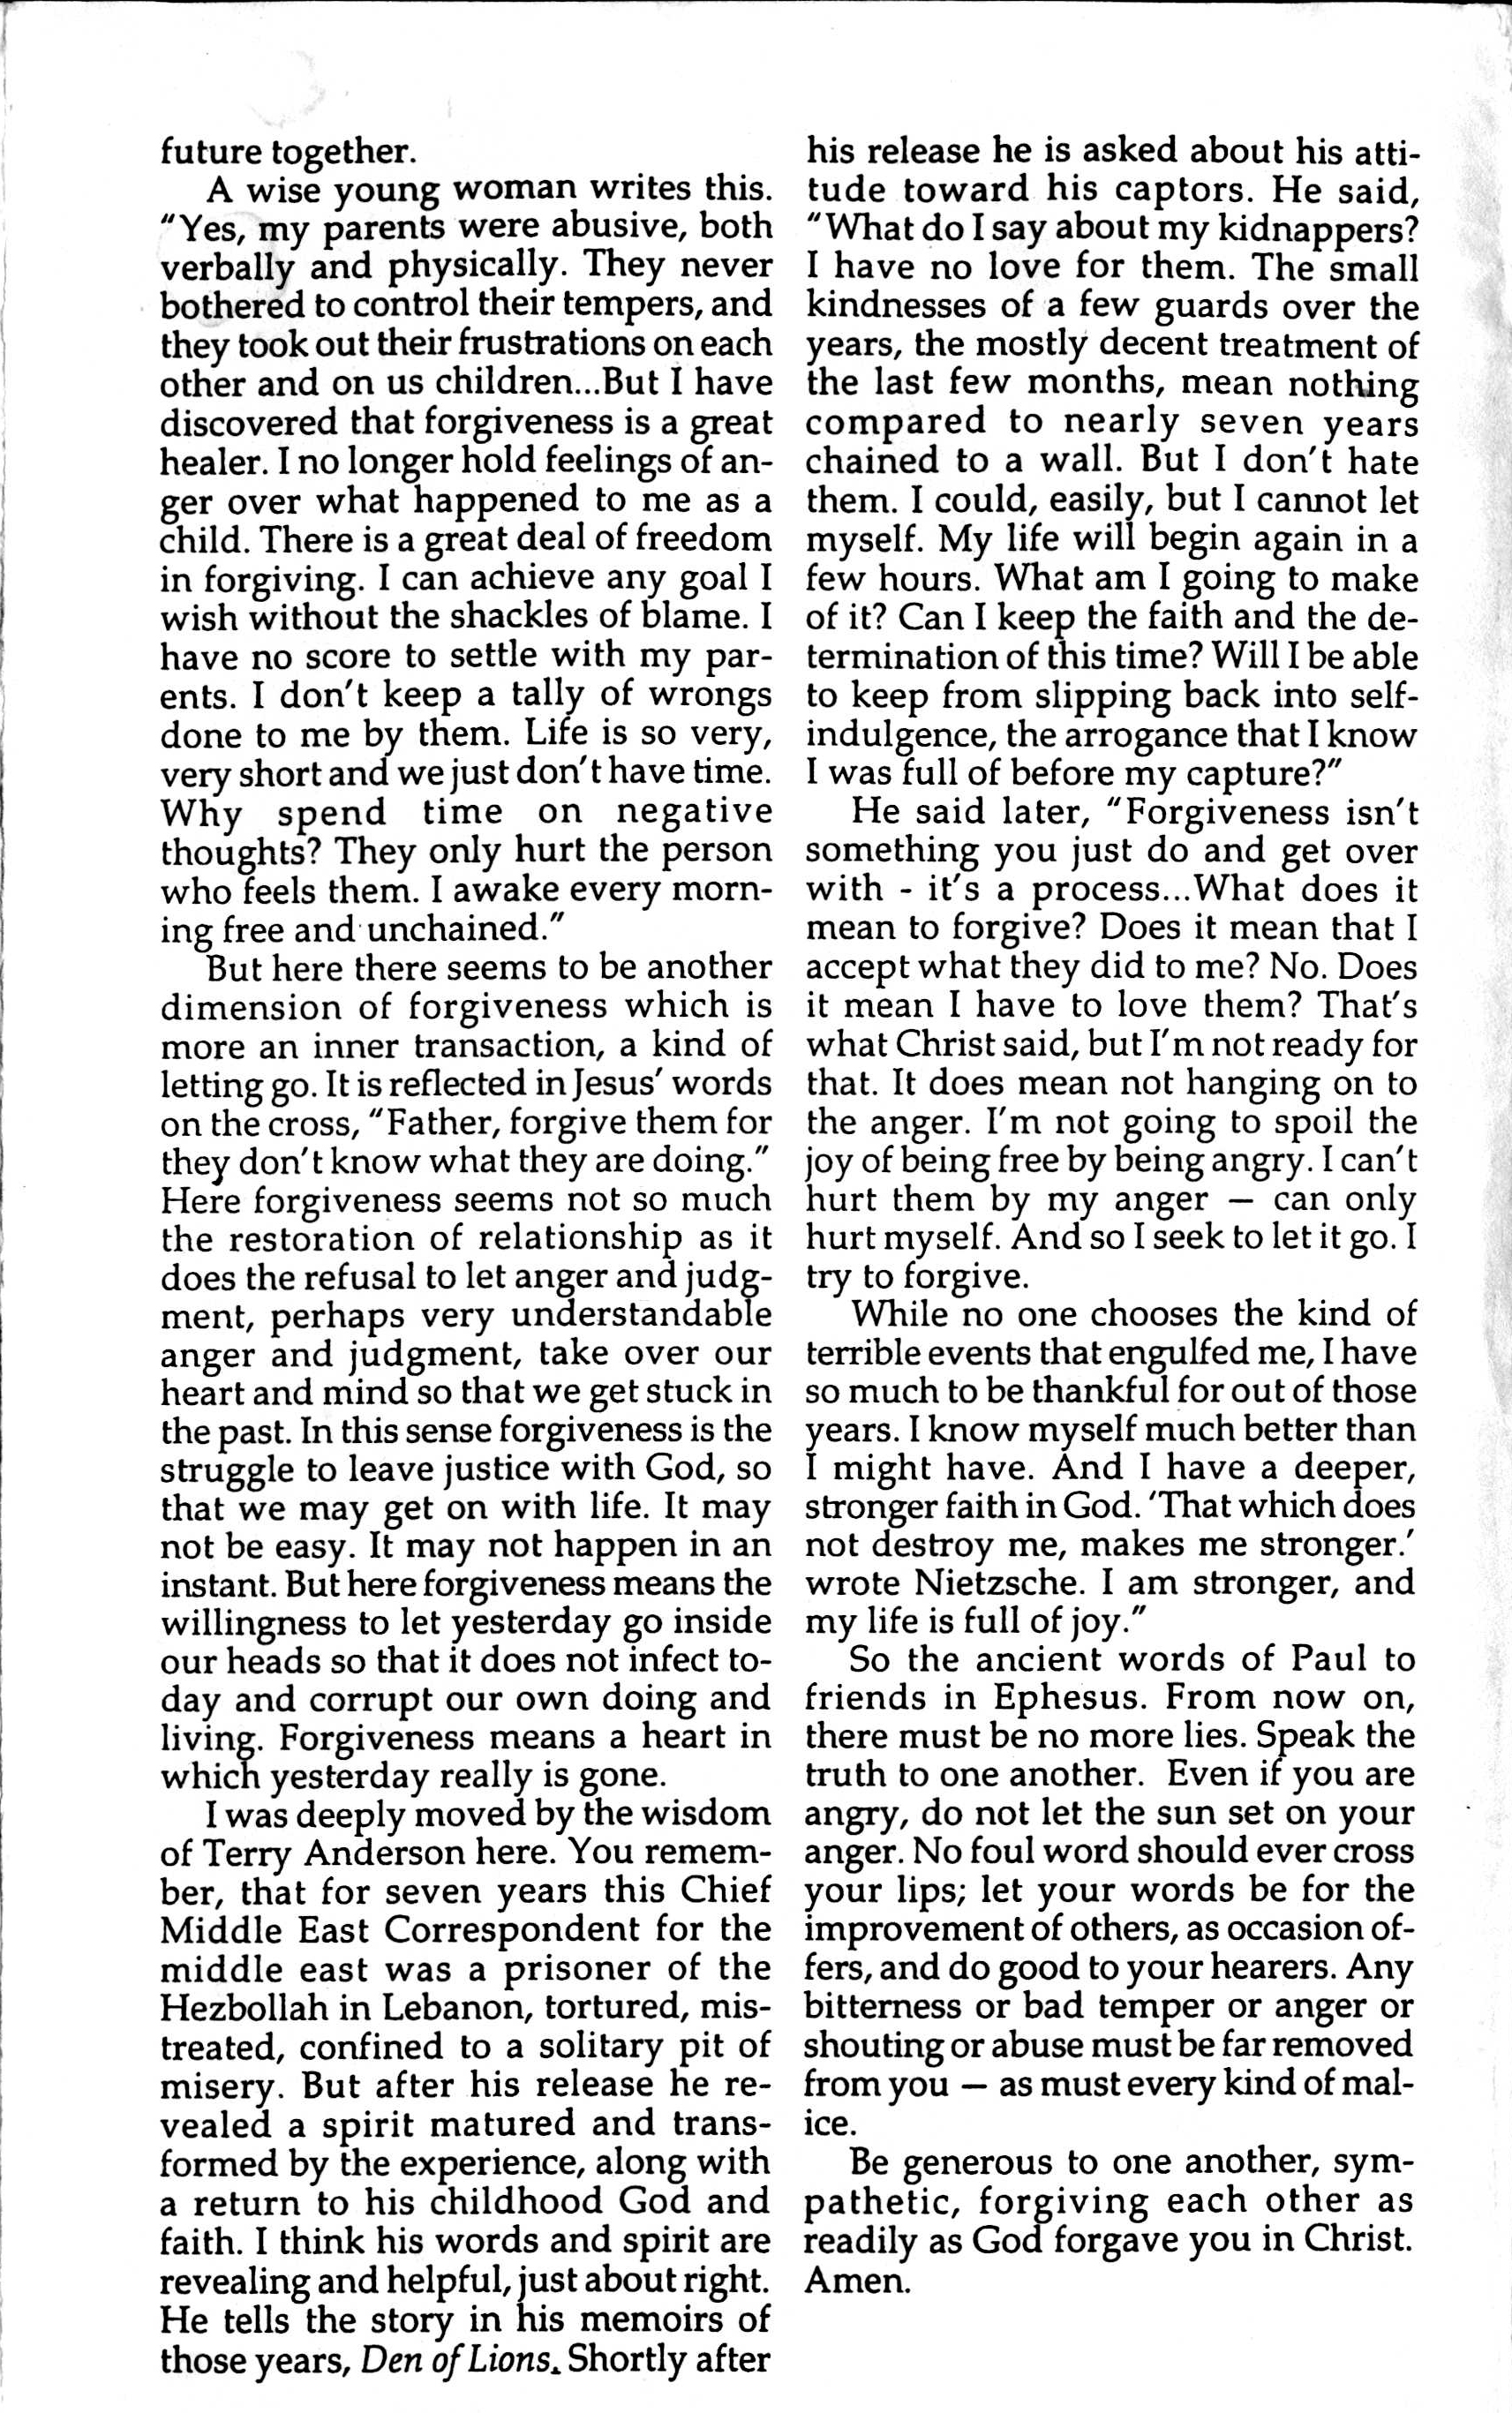 future together.
A wise young woman writes this.
"Yes, my parents were abusive, both
verbally and physically. They never
bothered to control their tempers, and
they took out their frustrations on each
other and on us children...But I have
discovered that forgiveness is a great
healer. I no longer hold feelings of an-
ger over what happened to me as a
child. There is a great deal of freedom
in forgiving. I can achieve any goal I
wish without the shackles of blame. I
have no score to settle with my par-
ents. I don't keep a tally of wrongs
done to me by them. Life is so very,
very short and we just don't have time.
Why spend time on negative
thoughts? They only hurt the person
who feels them. I awake every morn-
ing free and unchained."
But here there seems to be another
dimension of forgiveness which is
more an inner transaction, a kind of
letting go. It is reflected in Jesus' words
on the cross, "Father, forgive them for
they don't know what they are doing."
Here forgiveness seems not so much
the restoration of relationship as it
does the refusal to let anger and judg-
ment, perhaps very understandable
anger and judgment, take over our
heart and mind so that we get stuck in
the past. In this sense forgiveness is the
struggle to leave justice with God, so
that we may get on with life. It may
not be easy. It may not happen in an
instant. But here forgiveness means the
willingness to let yesterday go inside
our heads so that it does not infect to-
day and corrupt our own doing and
living. Forgiveness means a heart in
which yesterday really is gone.
I was deeply moved by the wisdom
of Terry Anderson here. You remem-
ber, that for seven years this Chief
Middle East Correspondent for the
middle east was a prisoner of the
Hezbollah in Lebanon, tortured, mis-
treated, confined to a solitary pit of
misery. But after his release he re-
vealed a spirit matured and trans-
formed by the experience, along with
a return to his childhood God and
faith. I think his words and spirit are
revealing and helpful, just about right.
He tells the story in his memoirs of
those years, Den of Lions. Shortly after
his release he is asked about his atti-
tude toward his captors. He said,
"What do I say about my kidnappers?
I have no love for them. The small
kindnesses of a few guards over the
years, the mostly decent treatment of
the last few months, mean nothing
compared to nearly seven years
chained to a wall. But I don't hate
them. I could, easily, but I cannot let
myself. My life will begin again in a
few hours. What am I going to make
of it? Can I keep the faith and the de-
termination of this time? Will I be able
to keep from slipping back into self-
indulgence, the arrogance that I know
I was full of before my capture?"
He said later, "Forgiveness isn't
something you just do and get over
with - it's a process...What does it
mean to forgive? Does it mean that I
accept what they did to me? No. Does
it mean I have to love them? That's
what Christ said, but I'm not ready for
that. It does mean not hanging on to
the anger. I'm not going to spoil the
joy of being free by being angry. I can't
hurt them by my anger — can only
hurt myself. And so I seek to let it go. I
try to forgive.
While no one chooses the kind of
terrible events that engulfed me, I have
so much to be thankful for out of those
years. I know myself much better than
I might have. And I have a deeper,
stronger faith in God. 'That which does
not destroy me, makes me stronger.'
wrote Nietzsche. I am stronger, and
my life is full of joy."
So the ancient words of Paul to
friends in Ephesus. From now on,
there must be no more lies. Speak the
truth to one another. Even if you are
angry, do not let the sun set on your
anger. No foul word should ever cross
your lips; let your words be for the
improvement of others, as occasion of-
fers, and do good to your hearers. Any
bitterness or bad temper or anger or
shouting or abuse must be far removed
from you — as must every kind of mal-
ice.
Be generous to one another, sym-
pathetic, forgiving each other as
readily as God forgave you in Christ.
Amen.